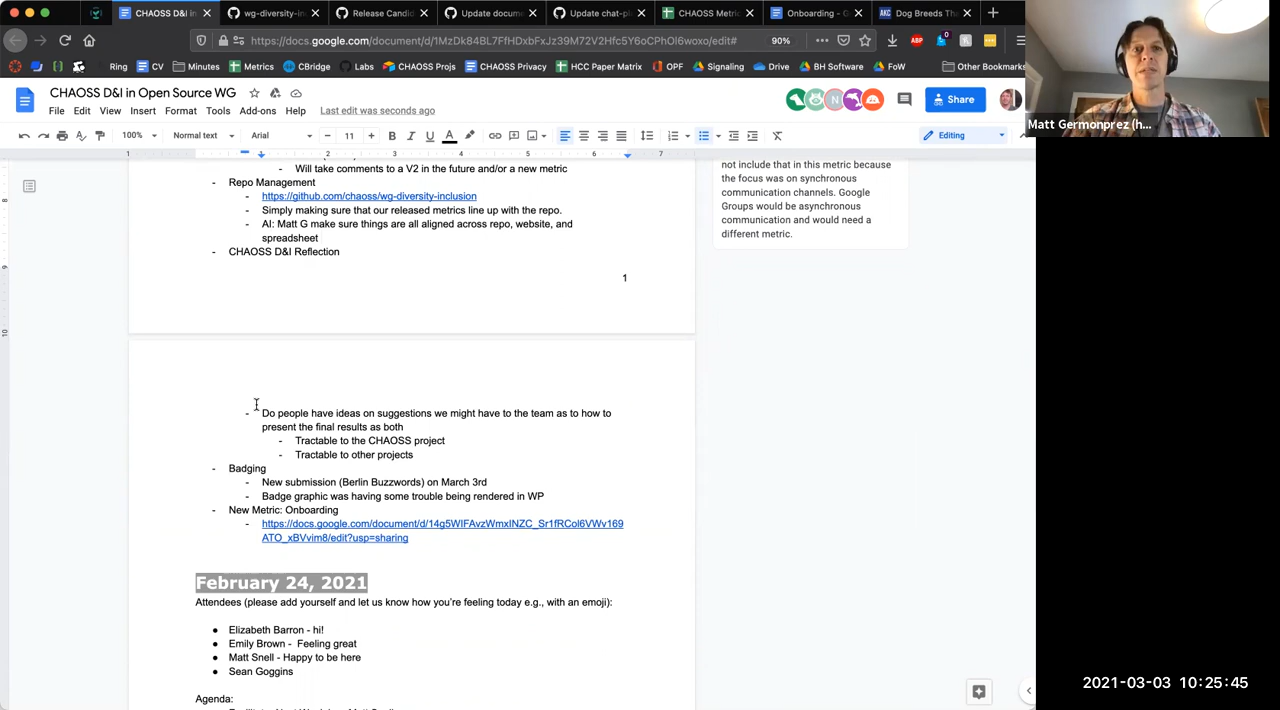 CHAOSS D&I in
wg-diversity-in
Release Candic
Update docum
Update chat-pl
CHAOSS Metric
Onboarding - G
Dog Breeds Th
https://docs.google.com/document/d/1MzDk84BL7FfHDxbFxJz39M72V2Hfc5Y6oCPhOl6woxo/edit#
90%
ABP
0
Ring
CV
Minutes
Metrics
CBridge
Labs
CHAOSS Projs
CHAOSS Privacy
HCC Paper Matrix
OPF
Signaling
Drive
BH Software
FoW
Other Bookmarks
CHAOSS D&I in Open Source WG
File Edit View Insert Format Tools Add-ons Help Last edit was seconds ago
N
Share
100% Normal text Arial 11 B I U A
Editing
1 1 2 3 4 5 6 7
Will take comments to a V2 in the future and/or a new metric
- Repo Management
- https://github.com/chaoss/wg-diversity-inclusion
- Simply making sure that our released metrics line up with the repo.
- AI: Matt G make sure things are all aligned across repo, website, and
spreadsheet
- CHAOSS D&I Reflection
1
not include that in this metric because
the focus was on synchronous
communication channels. Google
Groups would be asynchronous
communication and would need a
different metric.
- Do people have ideas on suggestions we might have to the team as to how to
present the final results as both
- Tractable to the CHAOSS project
- Tractable to other projects
- Badging
- New submission (Berlin Buzzwords) on March 3rd
- Badge graphic was having some trouble being rendered in WP
- New Metric: Onboarding
- https://docs.google.com/document/d/14g5WIFAvzWmxINZC_Sr1fRCol6VWv169
ATO_xBVvim8/edit?usp=sharing
February 24, 2021
Attendees (please add yourself and let us know how you're feeling today e.g., with an emoji):
● Elizabeth Barron - hi!
● Emily Brown - Feeling great
● Matt Snell - Happy to be here
● Sean Goggins
Agenda:
Matt Germonprez (h...
2021-03-03 10:25:45